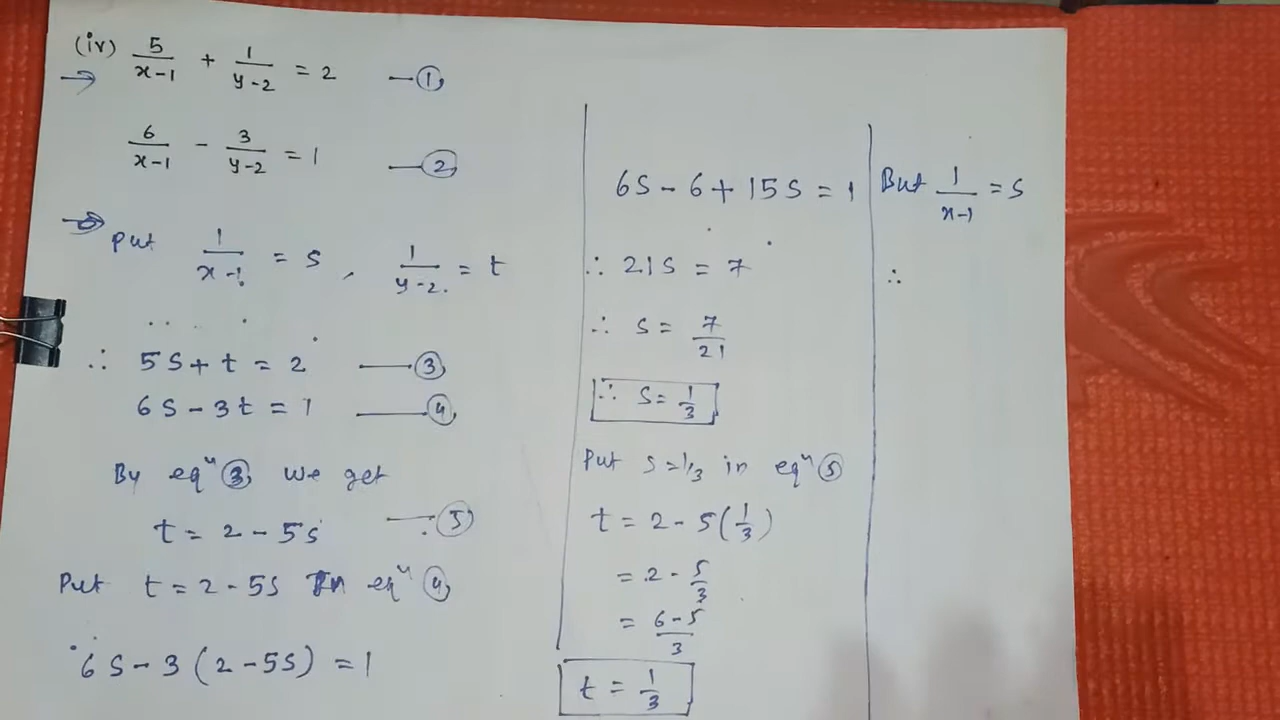 (iv) 5/(x-1) + 1/(y-2) = 2 —①
6/(x-1) - 3/(y-2) = 1 —②
Put 1/(x-1) = s, 1/(y-2) = t
∴ 5s + t = 2 —③
6s - 3t = 1 —④
By eqⁿ ③ we get
t = 2 - 5s —⑤
Put t = 2 - 5s In eqⁿ ④
6s - 3(2 - 5s) = 1
6s - 6 + 15s = 1
∴ 21s = 7
∴ s = 7/21
∴ s = 1/3
Put s = 1/3 in eqⁿ ⑤
t = 2 - 5(1/3)
= 2 - 5/3
= (6-5)/3
t = 1/3
But 1/(x-1) = s
∴